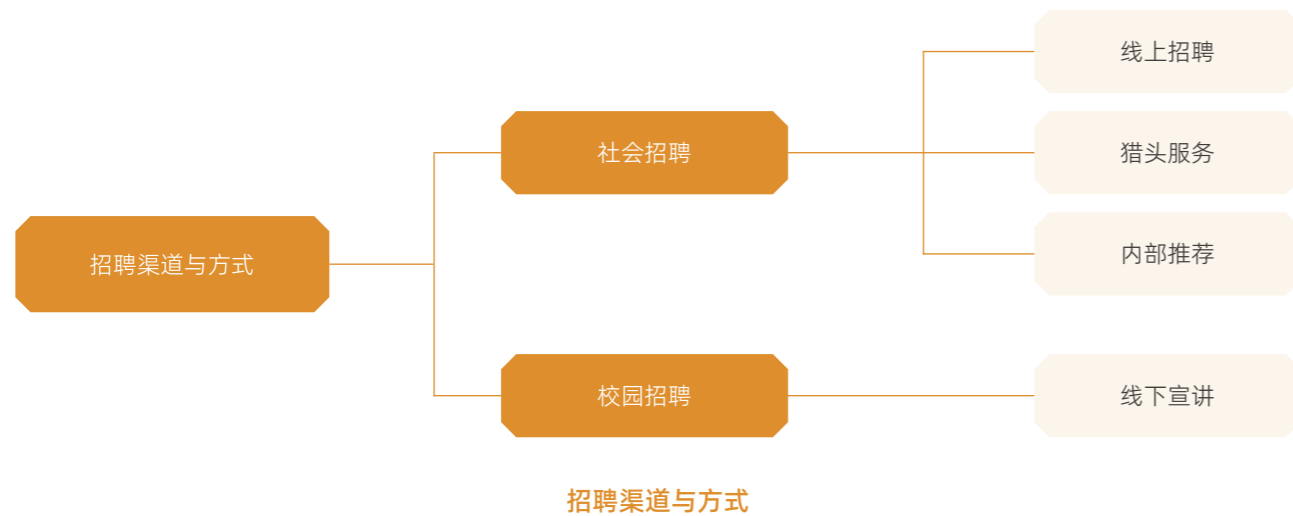 招聘渠道与方式
社会招聘
线上招聘
猎头服务
内部推荐
校园招聘
线下宣讲
招聘渠道与方式